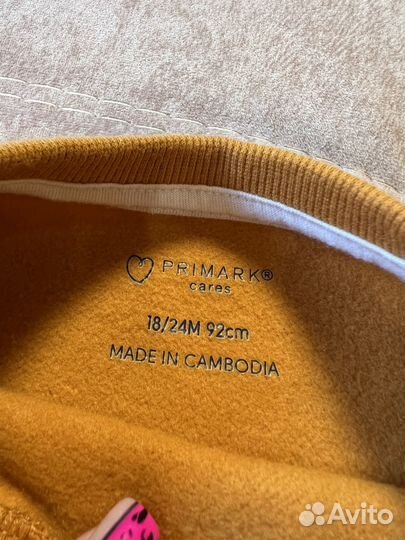 PRIMARK®
cares
18/24M 92cm
MADE IN CAMBODIA
Avito